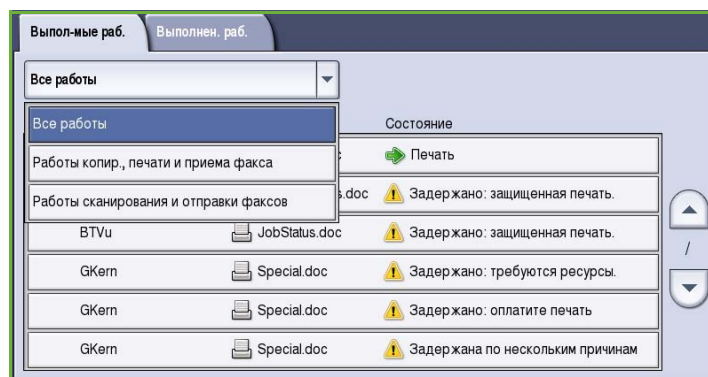 Выпол-мые раб. Выполнен. раб.
Все работы
Все работы
Состояние
Работы копир., печати и приема факса
Печать
Работы сканирования и отправки факсов
.doc Задержано: защищенная печать.
BTVu JobStatus.doc Задержано: защищенная печать.
/
GKern Special.doc Задержано: требуются ресурсы.
GKern Special.doc Задержано: оплатите печать
GKern Special.doc Задержана по нескольким причинам